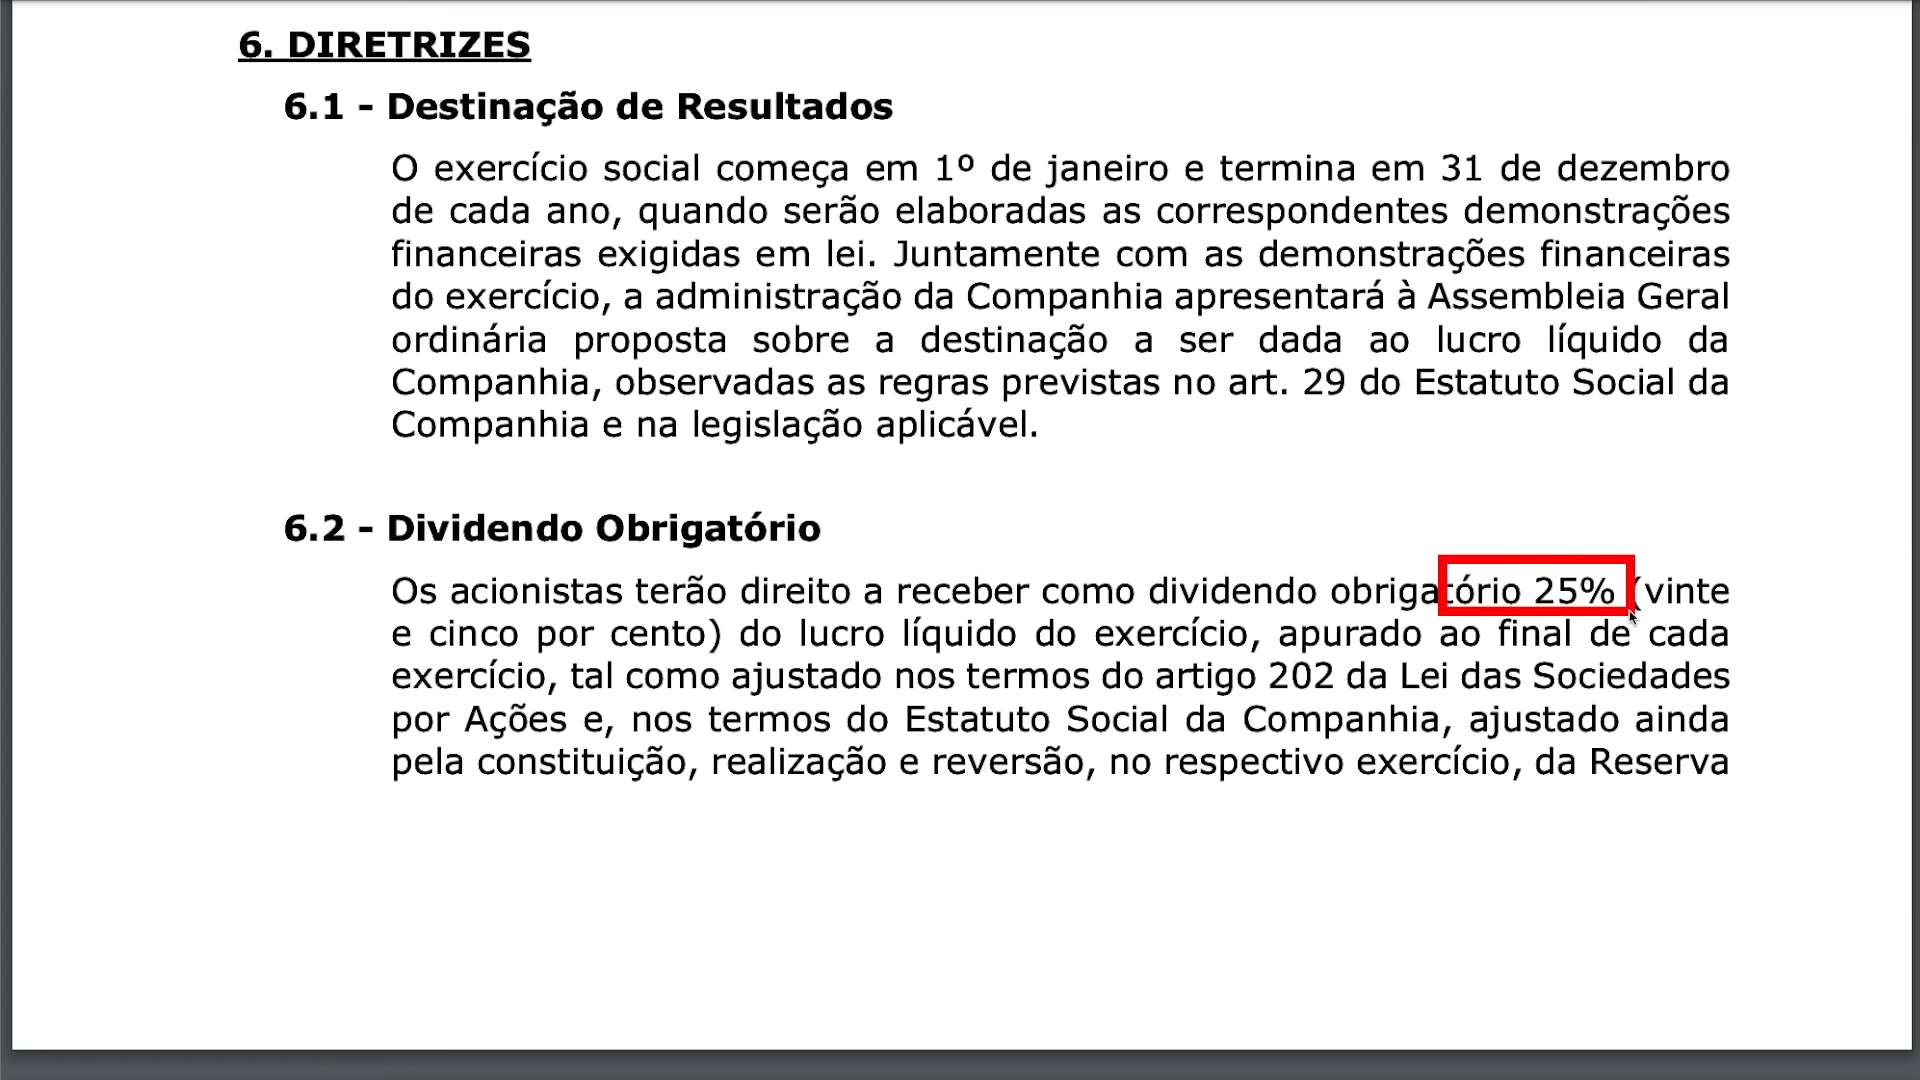 6. DIRETRIZES
6.1 - Destinação de Resultados
O exercício social começa em 1º de janeiro e termina em 31 de dezembro
de cada ano, quando serão elaboradas as correspondentes demonstrações
financeiras exigidas em lei. Juntamente com as demonstrações financeiras
do exercício, a administração da Companhia apresentará à Assembleia Geral
ordinária proposta sobre a destinação a ser dada ao lucro líquido da
Companhia, observadas as regras previstas no art. 29 do Estatuto Social da
Companhia e na legislação aplicável.
6.2 - Dividendo Obrigatório
Os acionistas terão direito a receber como dividendo obrigatório 25% (vinte
e cinco por cento) do lucro líquido do exercício, apurado ao final de cada
exercício, tal como ajustado nos termos do artigo 202 da Lei das Sociedades
por Ações e, nos termos do Estatuto Social da Companhia, ajustado ainda
pela constituição, realização e reversão, no respectivo exercício, da Reserva